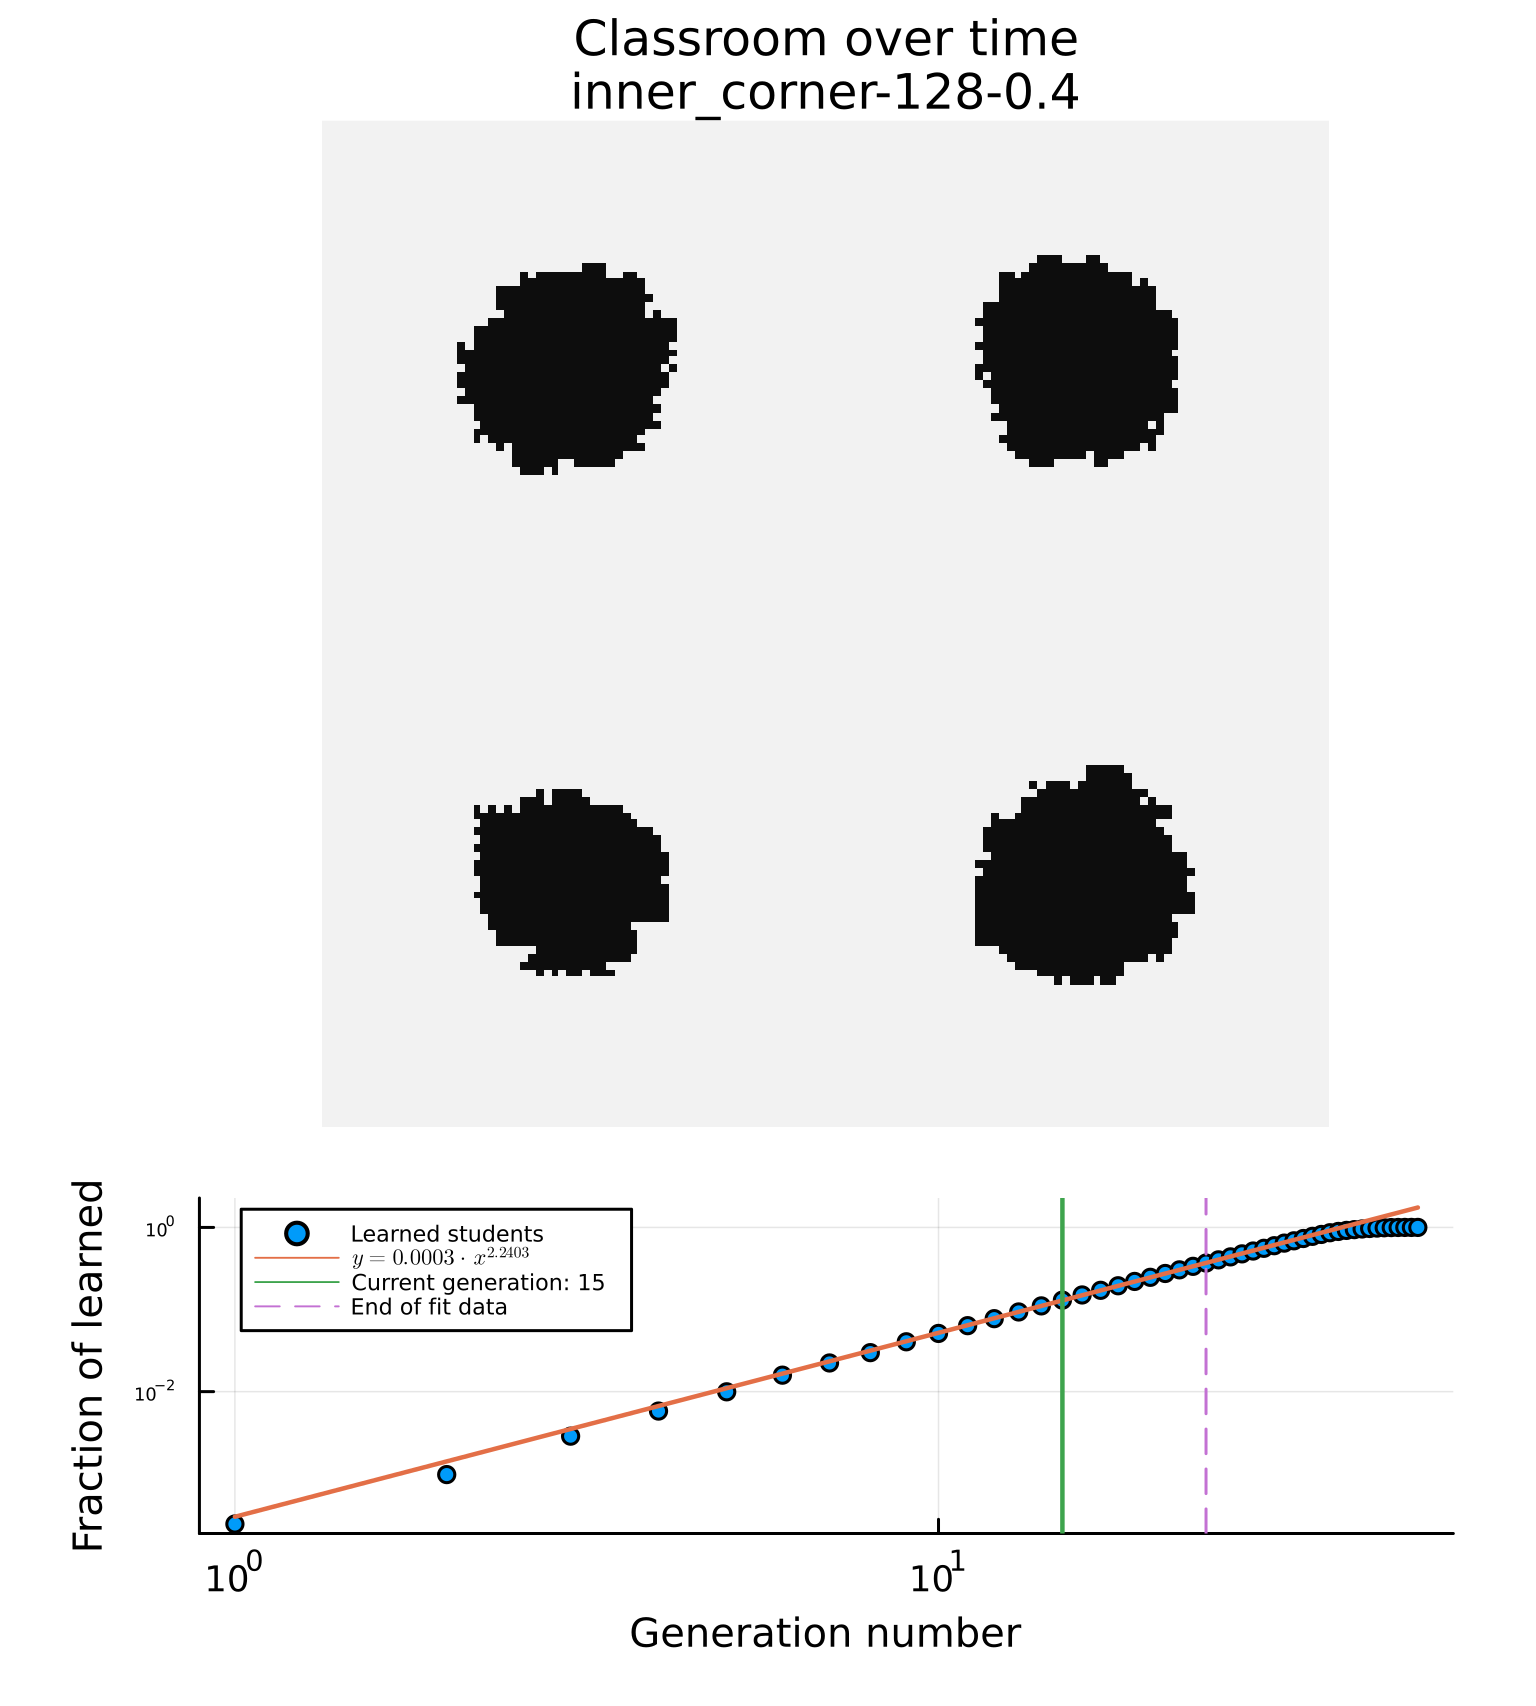 Classroom over time
inner_corner-128-0.4
Fraction of learned
10^0
10^−2
Learned students
y = 0.0003 · x^2.2403
Current generation: 15
End of fit data
10^0
10^1
Generation number